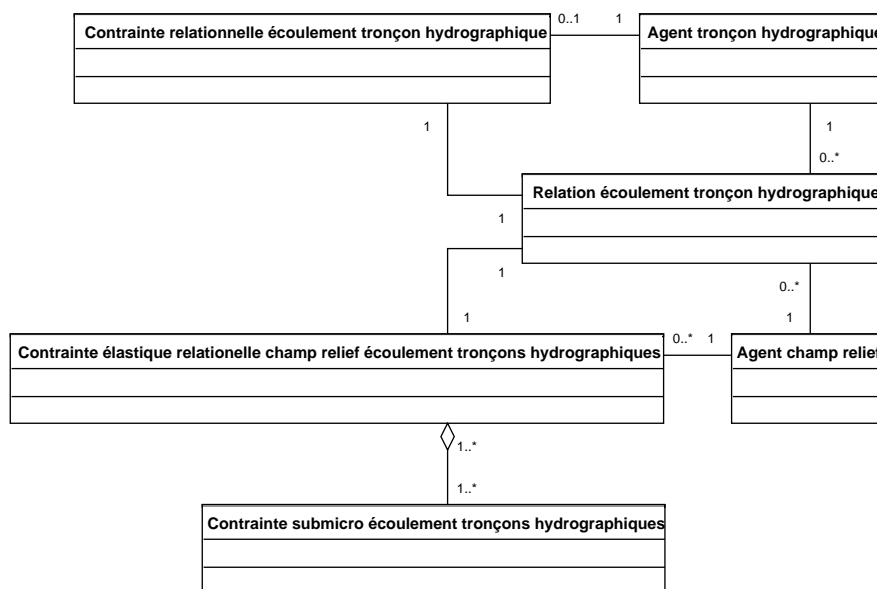 Contrainte relationnelle écoulement tronçon hydrographique
0..1
1
Agent tronçon hydrographique
1
1
0..*
Relation écoulement tronçon hydrographique
1
1
0..*
1
1
Contrainte élastique relationelle champ relief écoulement tronçons hydrographiques
0..*
1
Agent champ relief
1..*
1..*
Contrainte submicro écoulement tronçons hydrographiques